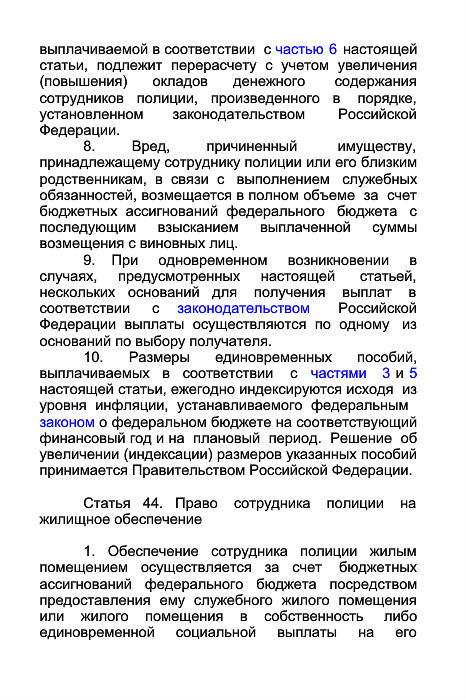 выплачиваемой в соответствии с частью 6 настоящей
статьи, подлежит перерасчету с учетом увеличения
(повышения) окладов денежного содержания
сотрудников полиции, произведенного в порядке,
установленном законодательством Российской
Федерации.
8. Вред, причиненный имуществу,
принадлежащему сотруднику полиции или его близким
родственникам, в связи с выполнением служебных
обязанностей, возмещается в полном объеме за счет
бюджетных ассигнований федерального бюджета с
последующим взысканием выплаченной суммы
возмещения с виновных лиц.
9. При одновременном возникновении в
случаях, предусмотренных настоящей статьей,
нескольких оснований для получения выплат в
соответствии с законодательством Российской
Федерации выплаты осуществляются по одному из
оснований по выбору получателя.
10. Размеры единовременных пособий,
выплачиваемых в соответствии с частями 3 и 5
настоящей статьи, ежегодно индексируются исходя из
уровня инфляции, устанавливаемого федеральным
законом о федеральном бюджете на соответствующий
финансовый год и на плановый период. Решение об
увеличении (индексации) размеров указанных пособий
принимается Правительством Российской Федерации.
Статья 44. Право сотрудника полиции на
жилищное обеспечение
1. Обеспечение сотрудника полиции жилым
помещением осуществляется за счет бюджетных
ассигнований федерального бюджета посредством
предоставления ему служебного жилого помещения
или жилого помещения в собственность либо
единовременной социальной выплаты на его